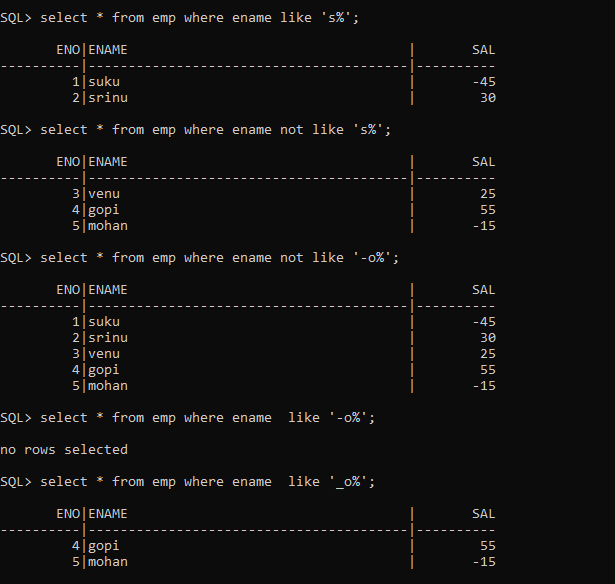 SQL> select * from emp where ename like 's%';
       ENO|ENAME                                   |       SAL
----------|----------------------------------------|----------
         1|suku                                    |       -45
         2|srinu                                   |        30
SQL> select * from emp where ename not like 's%';
       ENO|ENAME                                   |       SAL
----------|----------------------------------------|----------
         3|venu                                    |        25
         4|gopi                                    |        55
         5|mohan                                   |       -15
SQL> select * from emp where ename not like '-o%';
       ENO|ENAME                                   |       SAL
----------|----------------------------------------|----------
         1|suku                                    |       -45
         2|srinu                                   |        30
         3|venu                                    |        25
         4|gopi                                    |        55
         5|mohan                                   |       -15
SQL> select * from emp where ename  like '-o%';
no rows selected
SQL> select * from emp where ename  like '_o%';
       ENO|ENAME                                   |       SAL
----------|----------------------------------------|----------
         4|gopi                                    |        55
         5|mohan                                   |       -15